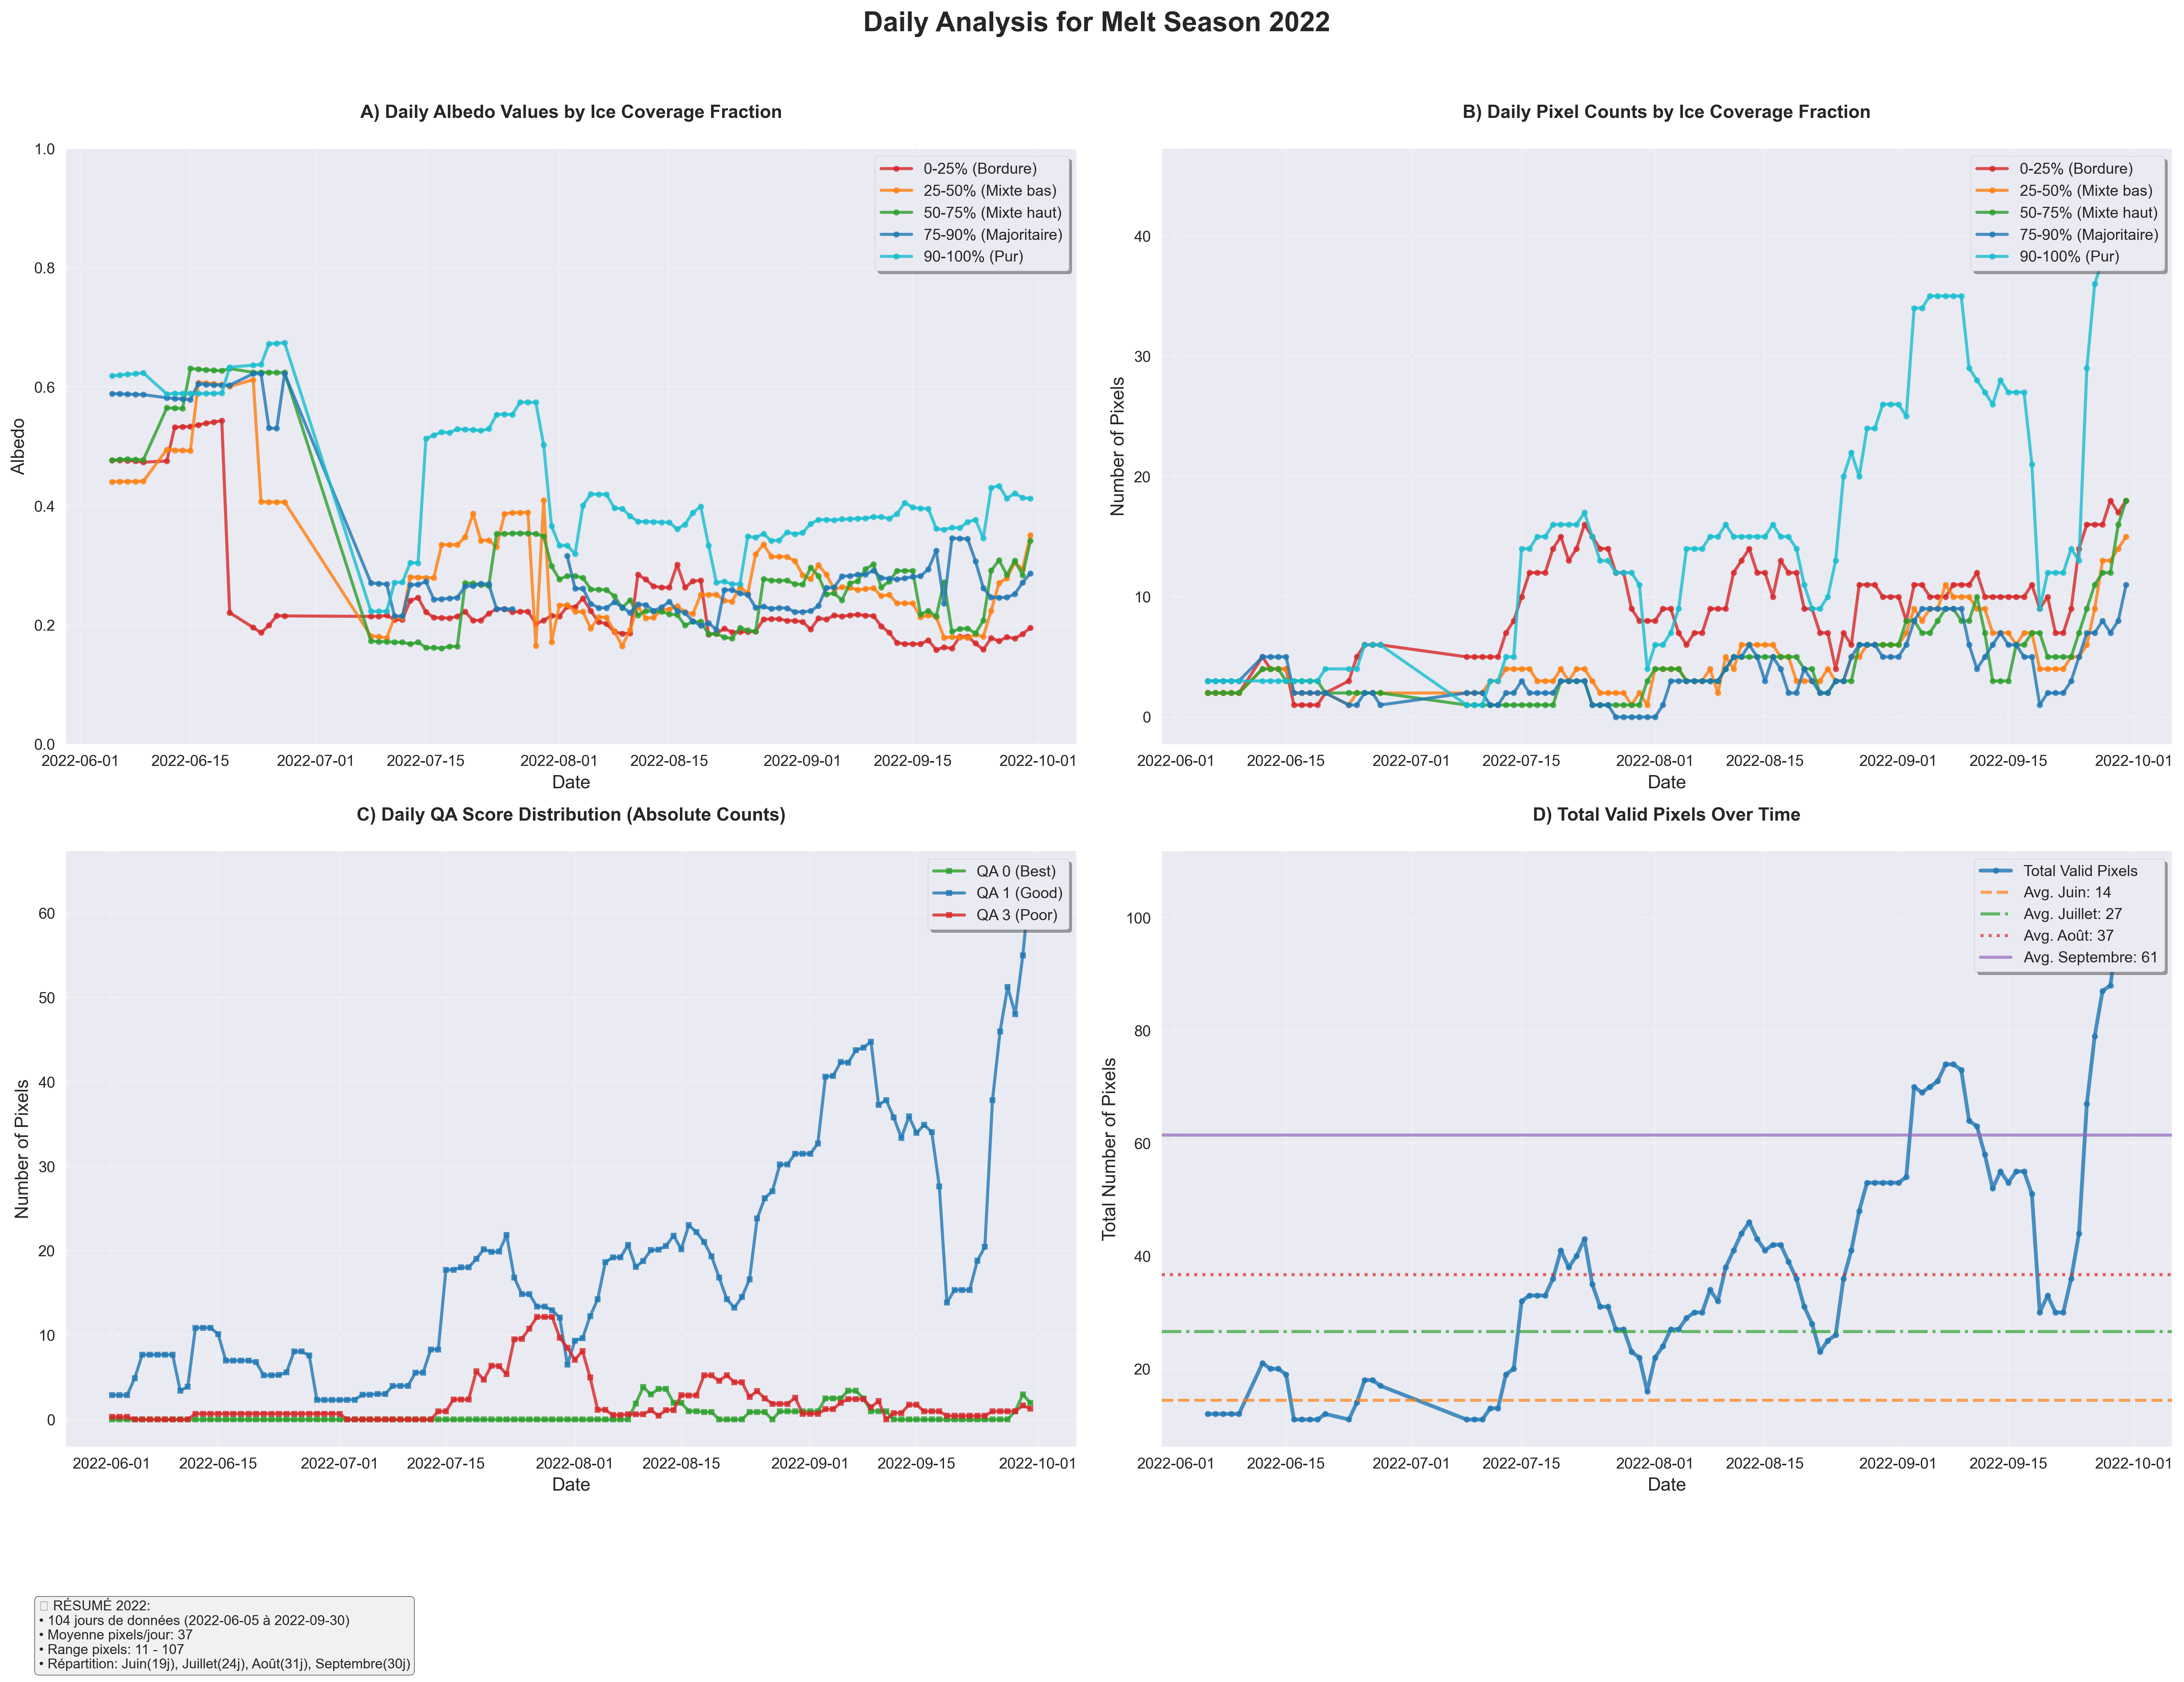 Daily Analysis for Melt Season 2022
A) Daily Albedo Values by Ice Coverage Fraction
Albedo
1.0
0.8
0.6
0.4
0.2
0.0
0-25% (Bordure)
25-50% (Mixte bas)
50-75% (Mixte haut)
75-90% (Majoritaire)
90-100% (Pur)
2022-06-01 2022-06-15 2022-07-01 2022-07-15 2022-08-01 2022-08-15 2022-09-01 2022-09-15 2022-10-01
Date
B) Daily Pixel Counts by Ice Coverage Fraction
Number of Pixels
40
30
20
10
0
0-25% (Bordure)
25-50% (Mixte bas)
50-75% (Mixte haut)
75-90% (Majoritaire)
90-100% (Pur)
2022-06-01 2022-06-15 2022-07-01 2022-07-15 2022-08-01 2022-08-15 2022-09-01 2022-09-15 2022-10-01
Date
C) Daily QA Score Distribution (Absolute Counts)
Number of Pixels
60
50
40
30
20
10
0
QA 0 (Best)
QA 1 (Good)
QA 3 (Poor)
2022-06-01 2022-06-15 2022-07-01 2022-07-15 2022-08-01 2022-08-15 2022-09-01 2022-09-15 2022-10-01
Date
D) Total Valid Pixels Over Time
Total Number of Pixels
100
80
60
40
20
Total Valid Pixels
Avg. Juin: 14
Avg. Juillet: 27
Avg. Août: 37
Avg. Septembre: 61
2022-06-01 2022-06-15 2022-07-01 2022-07-15 2022-08-01 2022-08-15 2022-09-01 2022-09-15 2022-10-01
Date
RÉSUMÉ 2022:
• 104 jours de données (2022-06-05 à 2022-09-30)
• Moyenne pixels/jour: 37
• Range pixels: 11 - 107
• Répartition: Juin(19j), Juillet(24j), Août(31j), Septembre(30j)